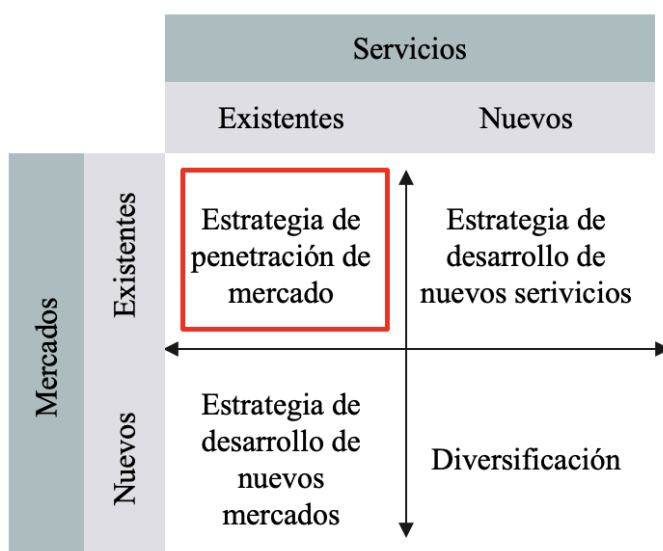 Servicios
Existentes
Nuevos
Mercados
Existentes
Estrategia de
penetración de
mercado
Estrategia de
desarrollo de
nuevos serivicios
Nuevos
Estrategia de
desarrollo de
nuevos
mercados
Diversificación